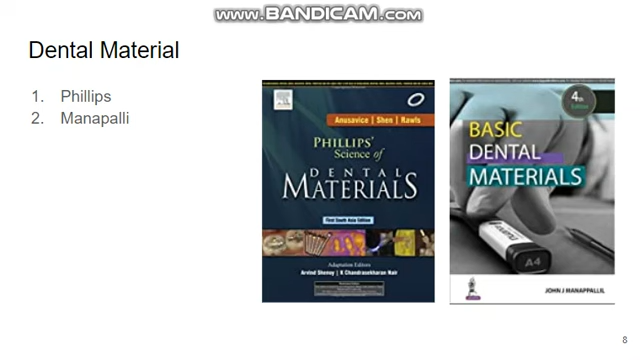 www.BANDICAM.com
Dental Material
1. Phillips
2. Manapalli
Anusavice | Shen | Rawls
PHILLIPS'
Science of
DENTAL
MATERIALS
First South Asia Edition
Adaptation Editors
Arvind Shenoy | K Chandrasekharan Nair
4th
Edition
BASIC
DENTAL
MATERIALS
A4
JOHN J MANAPPALLIL
8